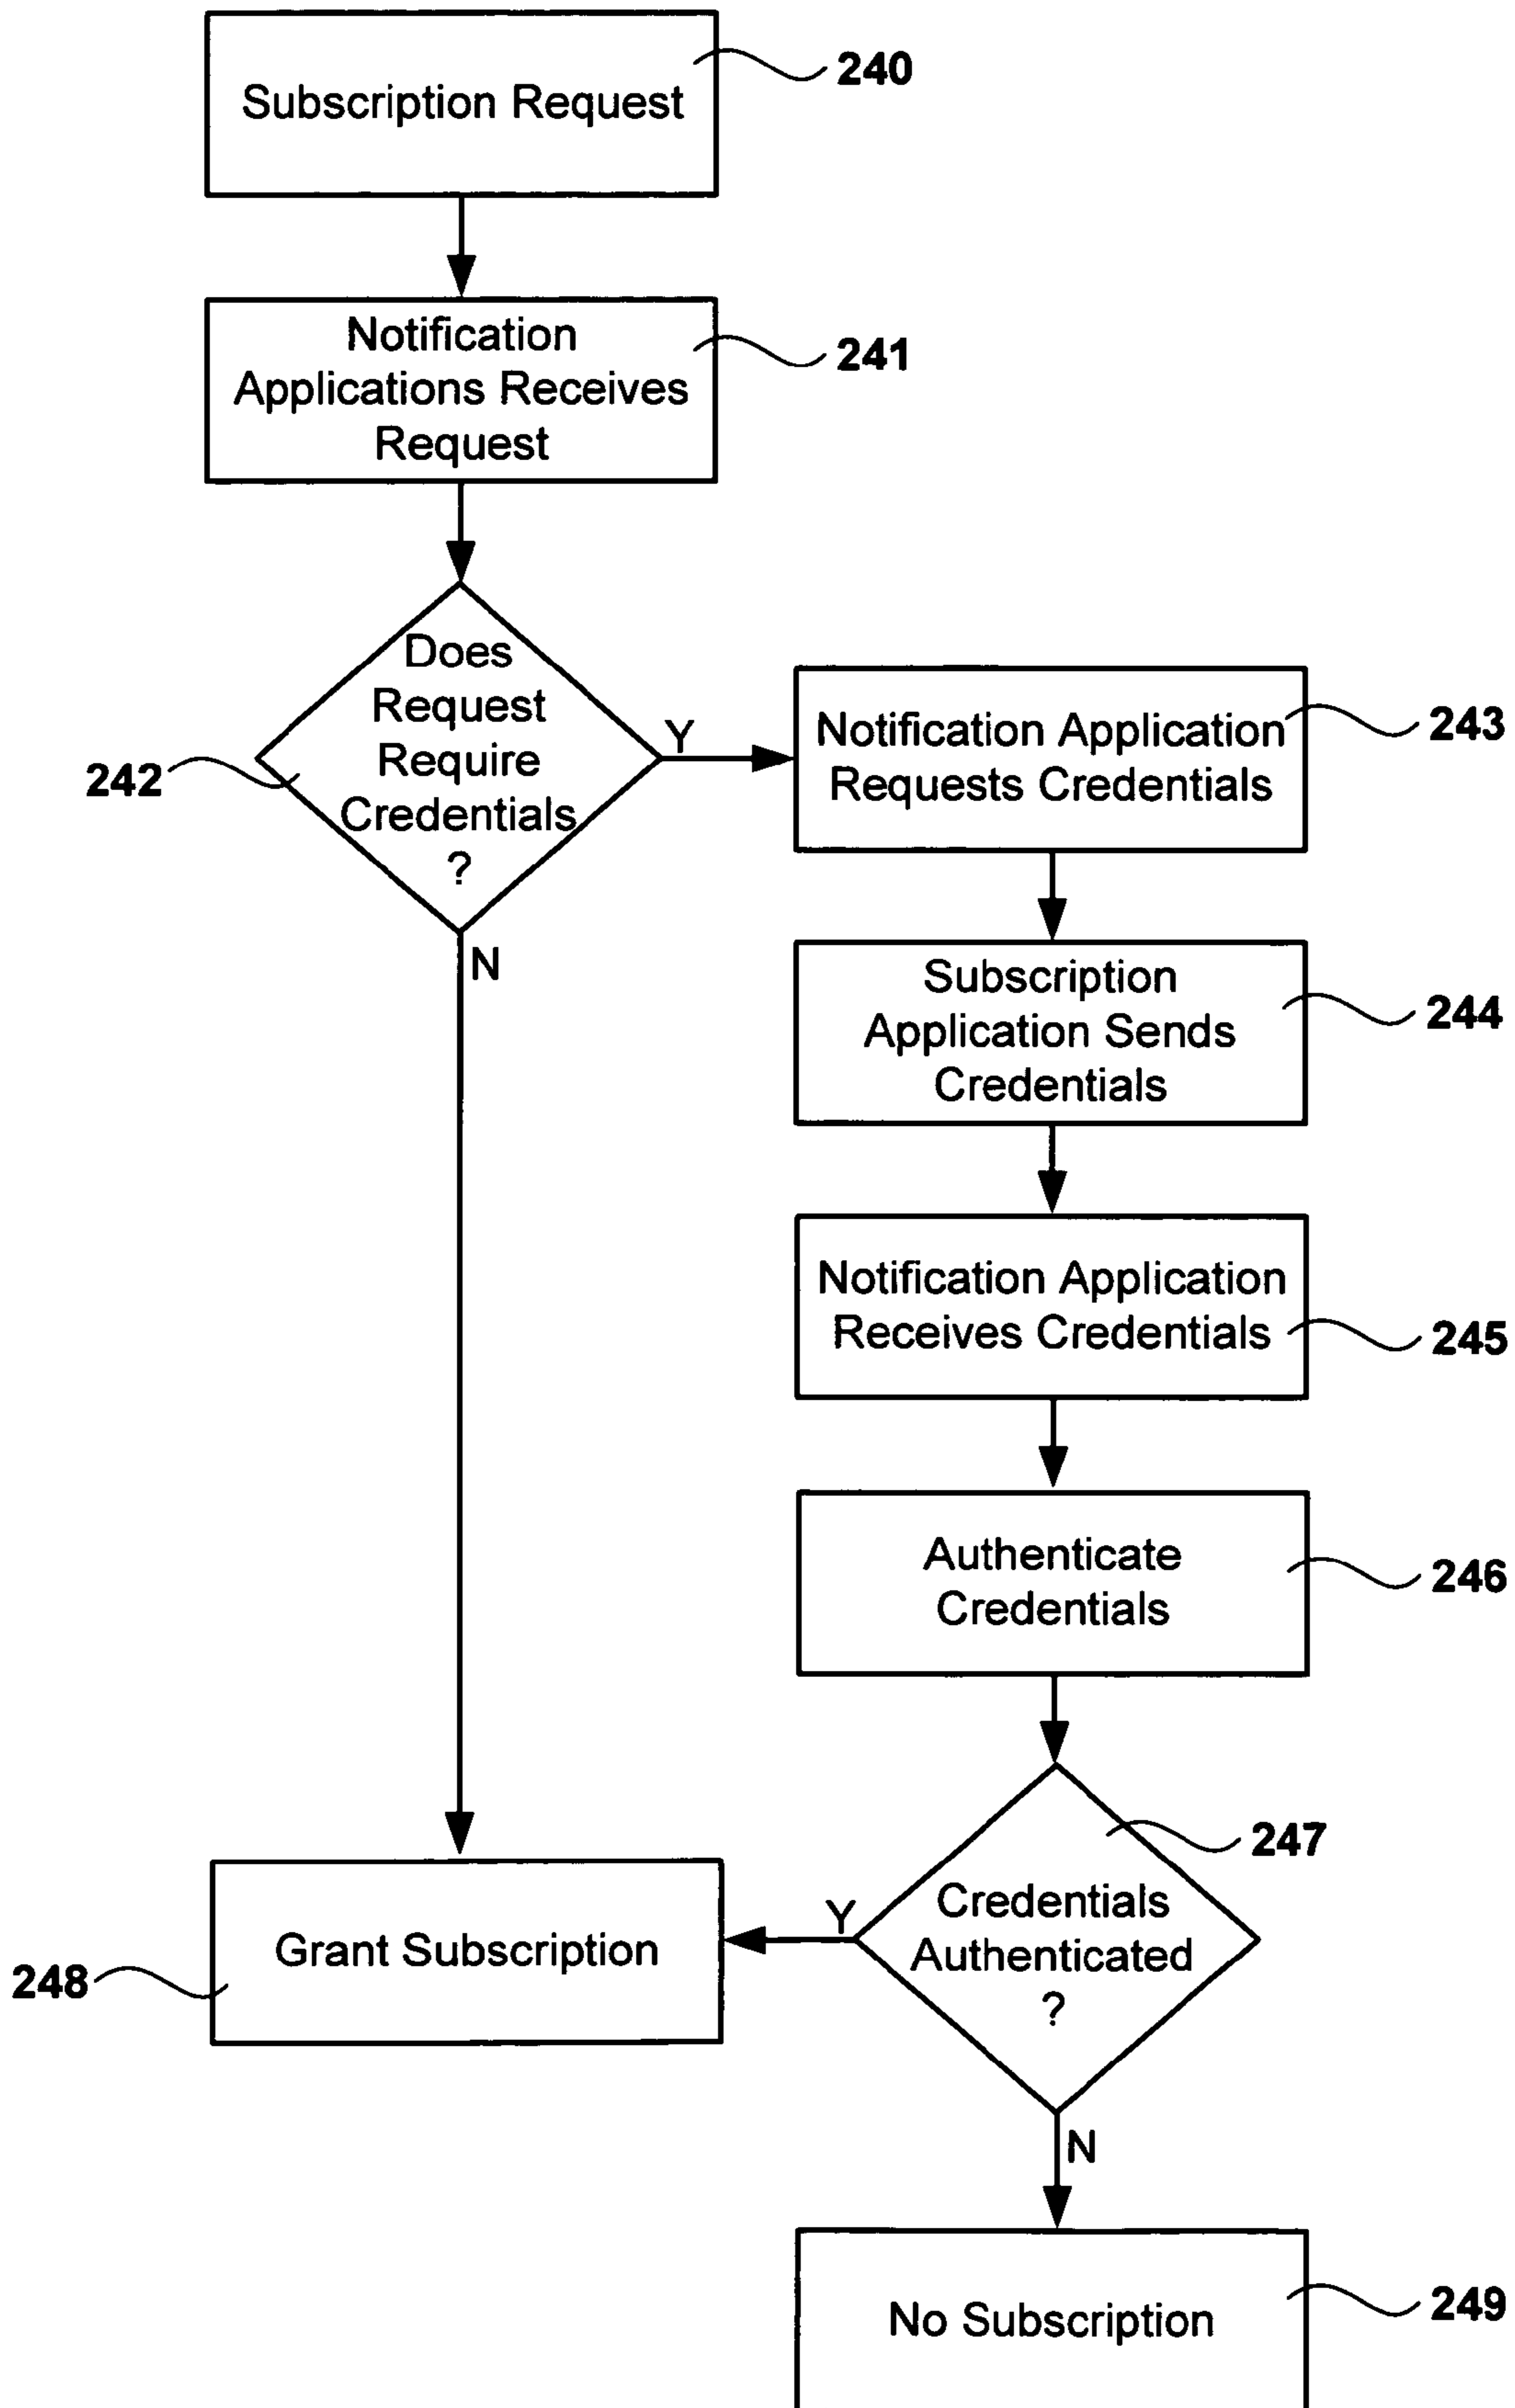 Subscription Request
240
Notification
Applications Receives
Request
241
Does
Request
Require
Credentials
?
242
Y
N
Notification Application
Requests Credentials
243
Subscription
Application Sends
Credentials
244
Notification Application
Receives Credentials
245
Authenticate
Credentials
246
247
Credentials
Authenticated
?
Y
N
Grant Subscription
248
No Subscription
249